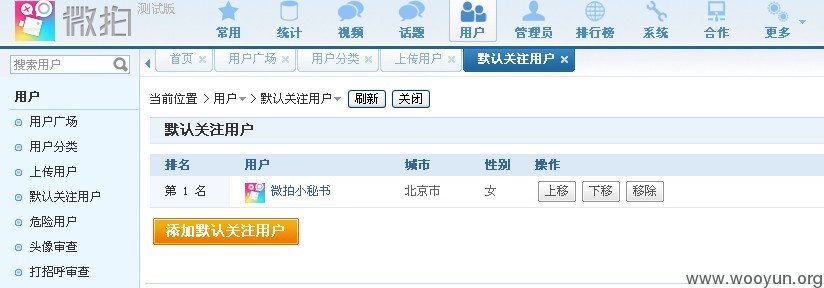 微拍 测试版
常用 统计 视频 话题 用户 管理员 排行榜 系统 合作 更多
搜索用户
首页 用户广场 用户分类 上传用户 默认关注用户
用户
用户广场
用户分类
上传用户
默认关注用户
危险用户
头像审查
打招呼审查
当前位置 > 用户 > 默认关注用户 刷新 关闭
默认关注用户
排名 用户 城市 性别 操作
第 1 名 微拍小秘书 北京市 女 上移 下移 移除
添加默认关注用户
www.wooyun.org